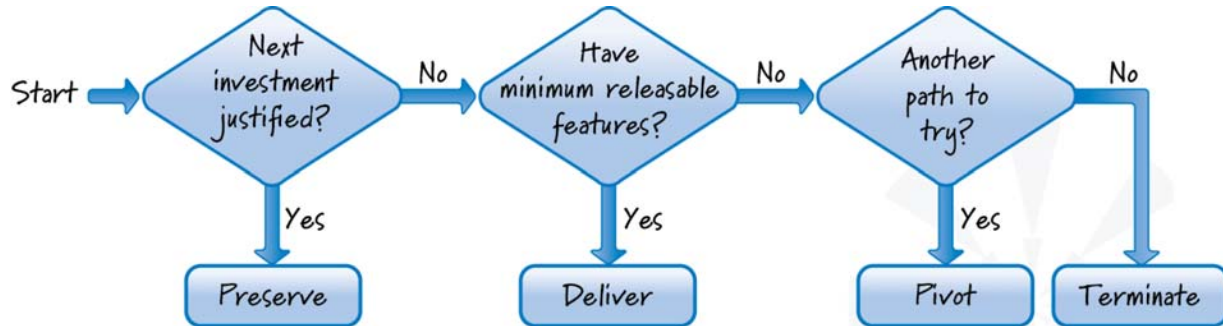 Start
Next
investment
justified?
No
Have
minimum releasable
features?
No
Another
path to
try?
No
Yes
Yes
Yes
Preserve
Deliver
Pivot
Terminate